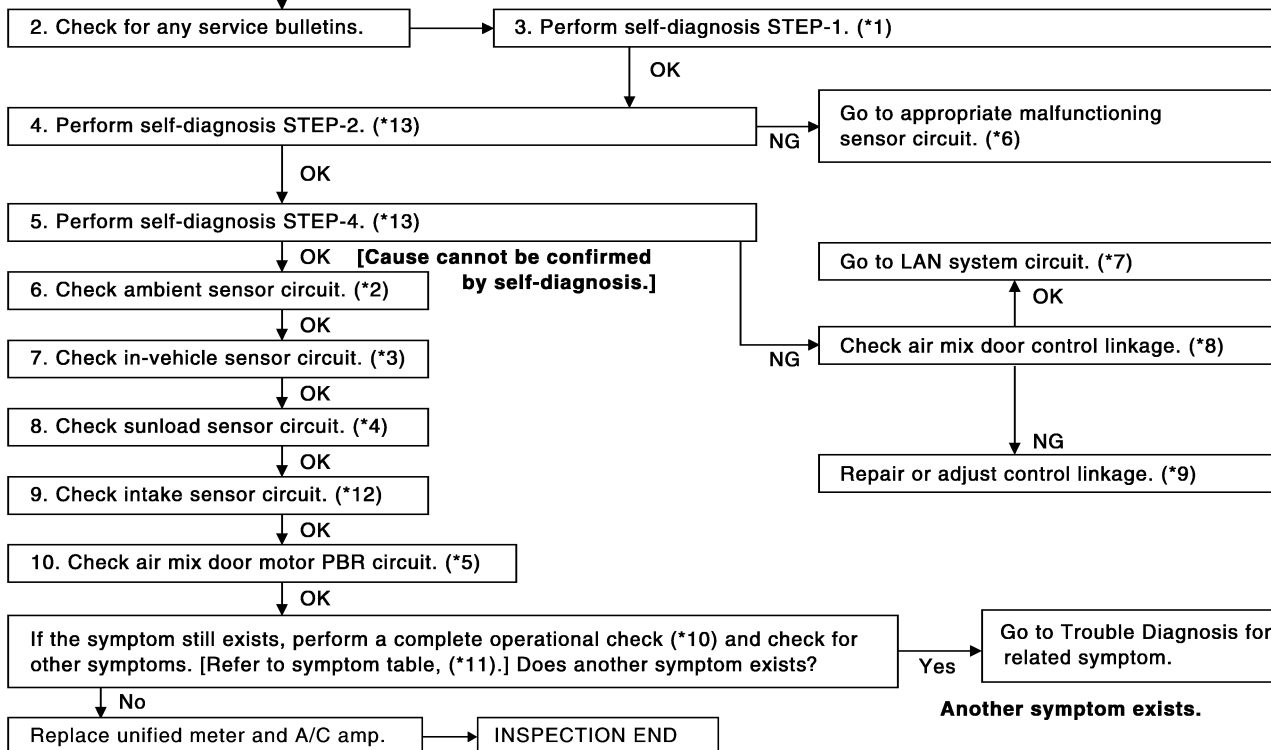 2. Check for any service bulletins.
3. Perform self-diagnosis STEP-1. (*1)
OK
4. Perform self-diagnosis STEP-2. (*13)
NG
Go to appropriate malfunctioning
sensor circuit. (*6)
OK
5. Perform self-diagnosis STEP-4. (*13)
OK
[Cause cannot be confirmed
by self-diagnosis.]
Go to LAN system circuit. (*7)
OK
6. Check ambient sensor circuit. (*2)
OK
7. Check in-vehicle sensor circuit. (*3)
NG
Check air mix door control linkage. (*8)
OK
8. Check sunload sensor circuit. (*4)
NG
OK
Repair or adjust control linkage. (*9)
9. Check intake sensor circuit. (*12)
OK
10. Check air mix door motor PBR circuit. (*5)
OK
If the symptom still exists, perform a complete operational check (*10) and check for
other symptoms. [Refer to symptom table, (*11).] Does another symptom exists?
Yes
Go to Trouble Diagnosis for
related symptom.
Another symptom exists.
No
Replace unified meter and A/C amp.
INSPECTION END